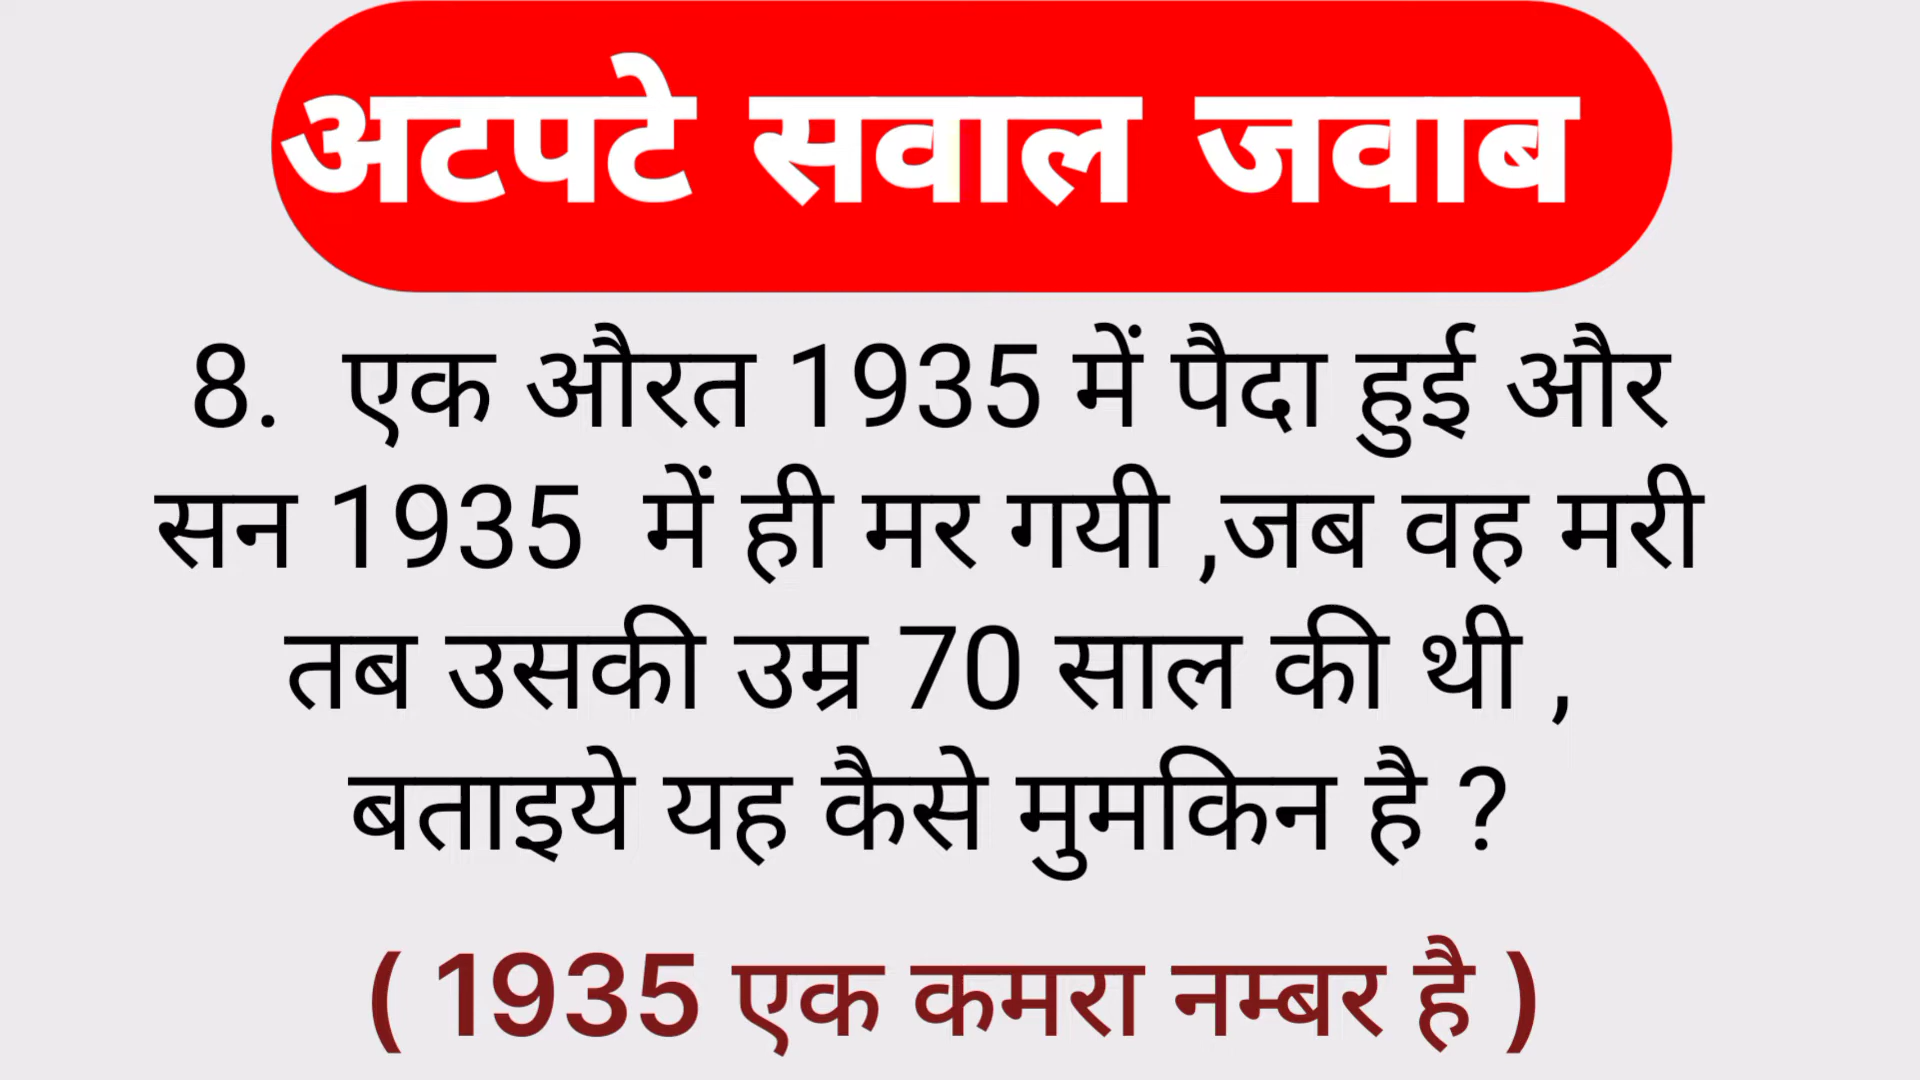 अटपटे सवाल जवाब
8. एक औरत 1935 में पैदा हुई और
सन 1935 में ही मर गयी ,जब वह मरी
तब उसकी उम्र 70 साल की थी ,
बताइये यह कैसे मुमकिन है ?
( 1935 एक कमरा नम्बर है )